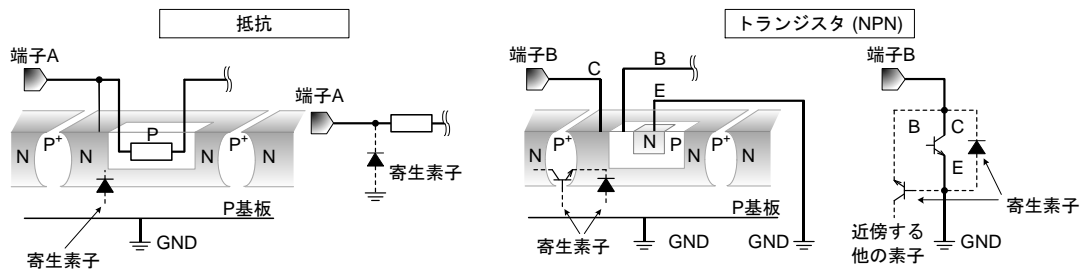 抵抗
トランジスタ (NPN)
端子A
N
P+
N
P
N
P+
N
P基板
GND
寄生素子
端子A
寄生素子
端子B
C
B
E
N
P+
N
P
P+
N
N
P基板
寄生素子
GND
GND
端子B
B
C
E
寄生素子
近傍する
他の素子
GND